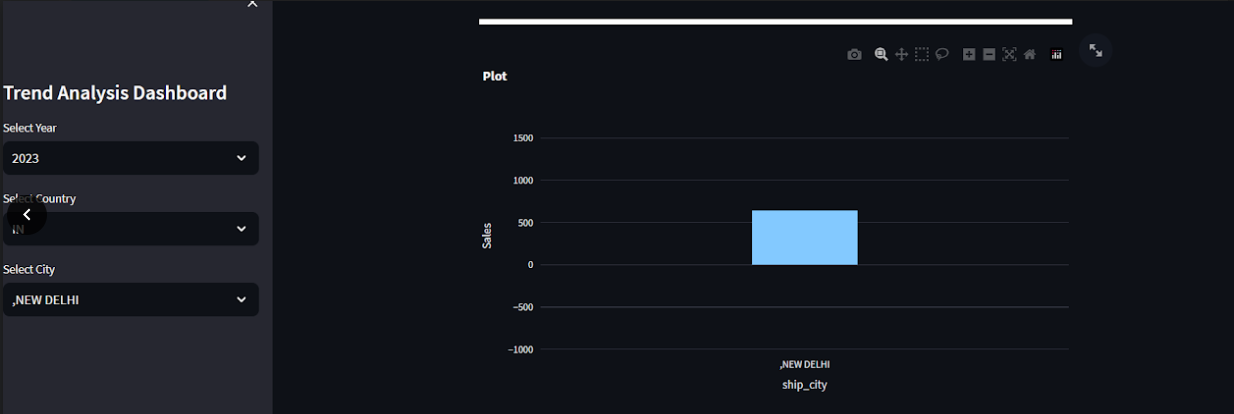 Trend Analysis Dashboard
Select Year
2023
Select Country
IN
Select City
,NEW DELHI
Plot
1500
1000
500
0
−500
−1000
Sales
,NEW DELHI
ship_city